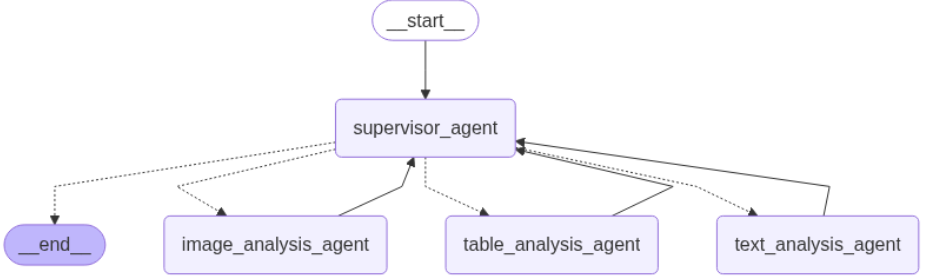 __start__
supervisor_agent
__end__
image_analysis_agent
table_analysis_agent
text_analysis_agent